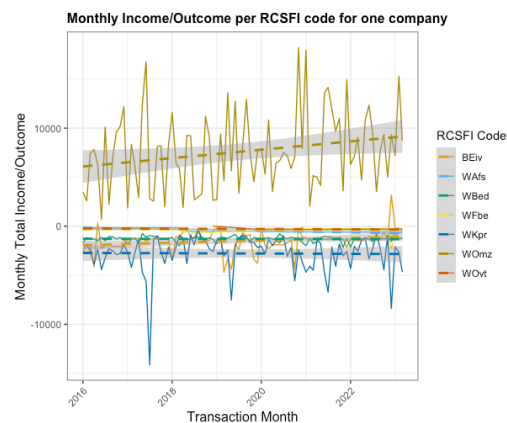 Monthly Income/Outcome per RCSFI code for one company
Monthly Total Income/Outcome
10000
0
-10000
2016
2018
2020
2022
Transaction Month
RCSFI Code
BEiv
WAfs
WBed
WFbe
WKpr
WOmz
WOvt